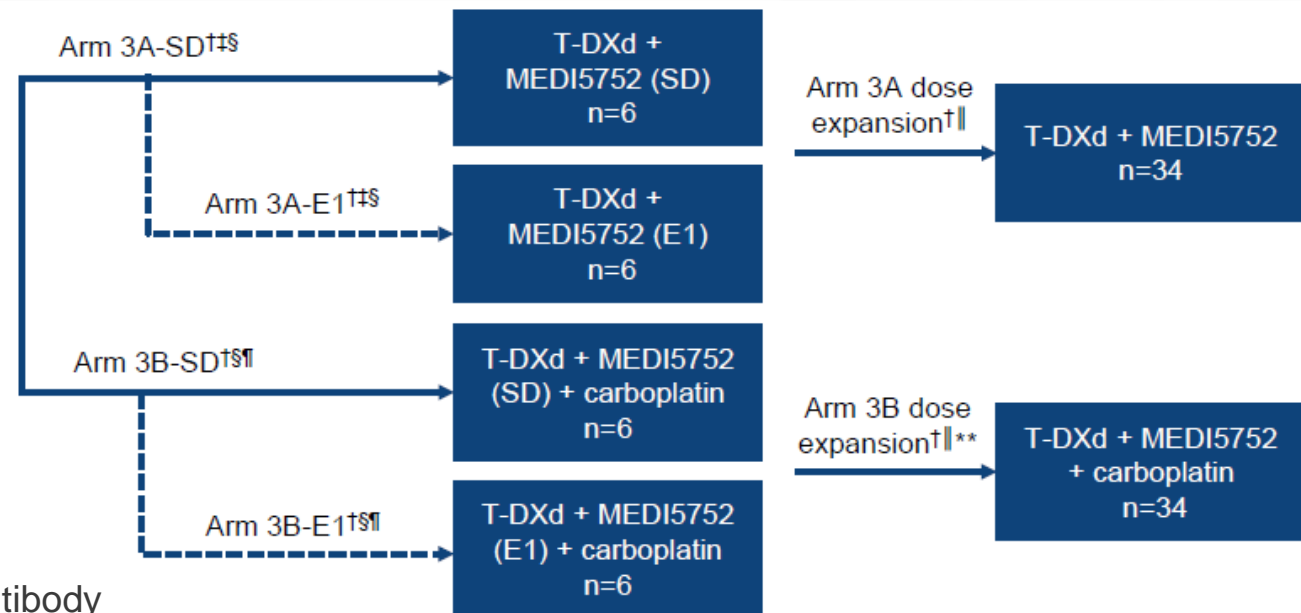 Arm 3A-SD†‡§
T-DXd +
MEDI5752 (SD)
n=6
Arm 3A-E1†‡§
T-DXd +
MEDI5752 (E1)
n=6
Arm 3A dose
expansion†‖
T-DXd + MEDI5752
n=34
Arm 3B-SD†§¶
T-DXd + MEDI5752
(SD) + carboplatin
n=6
Arm 3B-E1†§¶
T-DXd + MEDI5752
(E1) + carboplatin
n=6
Arm 3B dose
expansion†‖**
T-DXd + MEDI5752
+ carboplatin
n=34
tibody